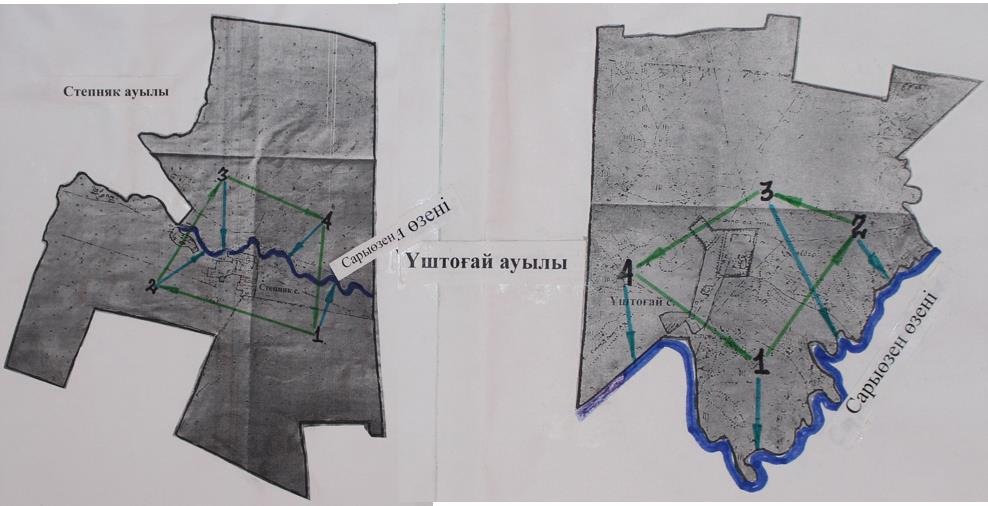 Степняк ауылы
3
4
2
1
Степняк с.
Сарыөзен өзені
Үштоғай ауылы
3
2
4
Үштоғай с.
1
Сарыөзен өзені